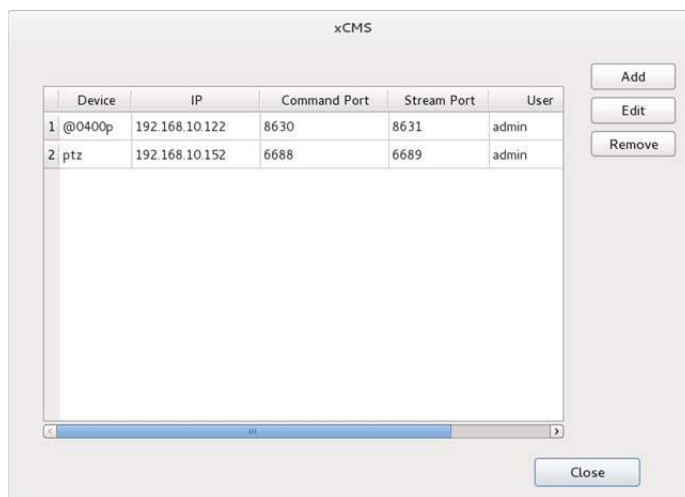 xCMS
Add
Edit
Remove
Device IP Command Port Stream Port User
1 @0400p 192.168.10.122 8630 8631 admin
2 ptz 192.168.10.152 6688 6689 admin
Close